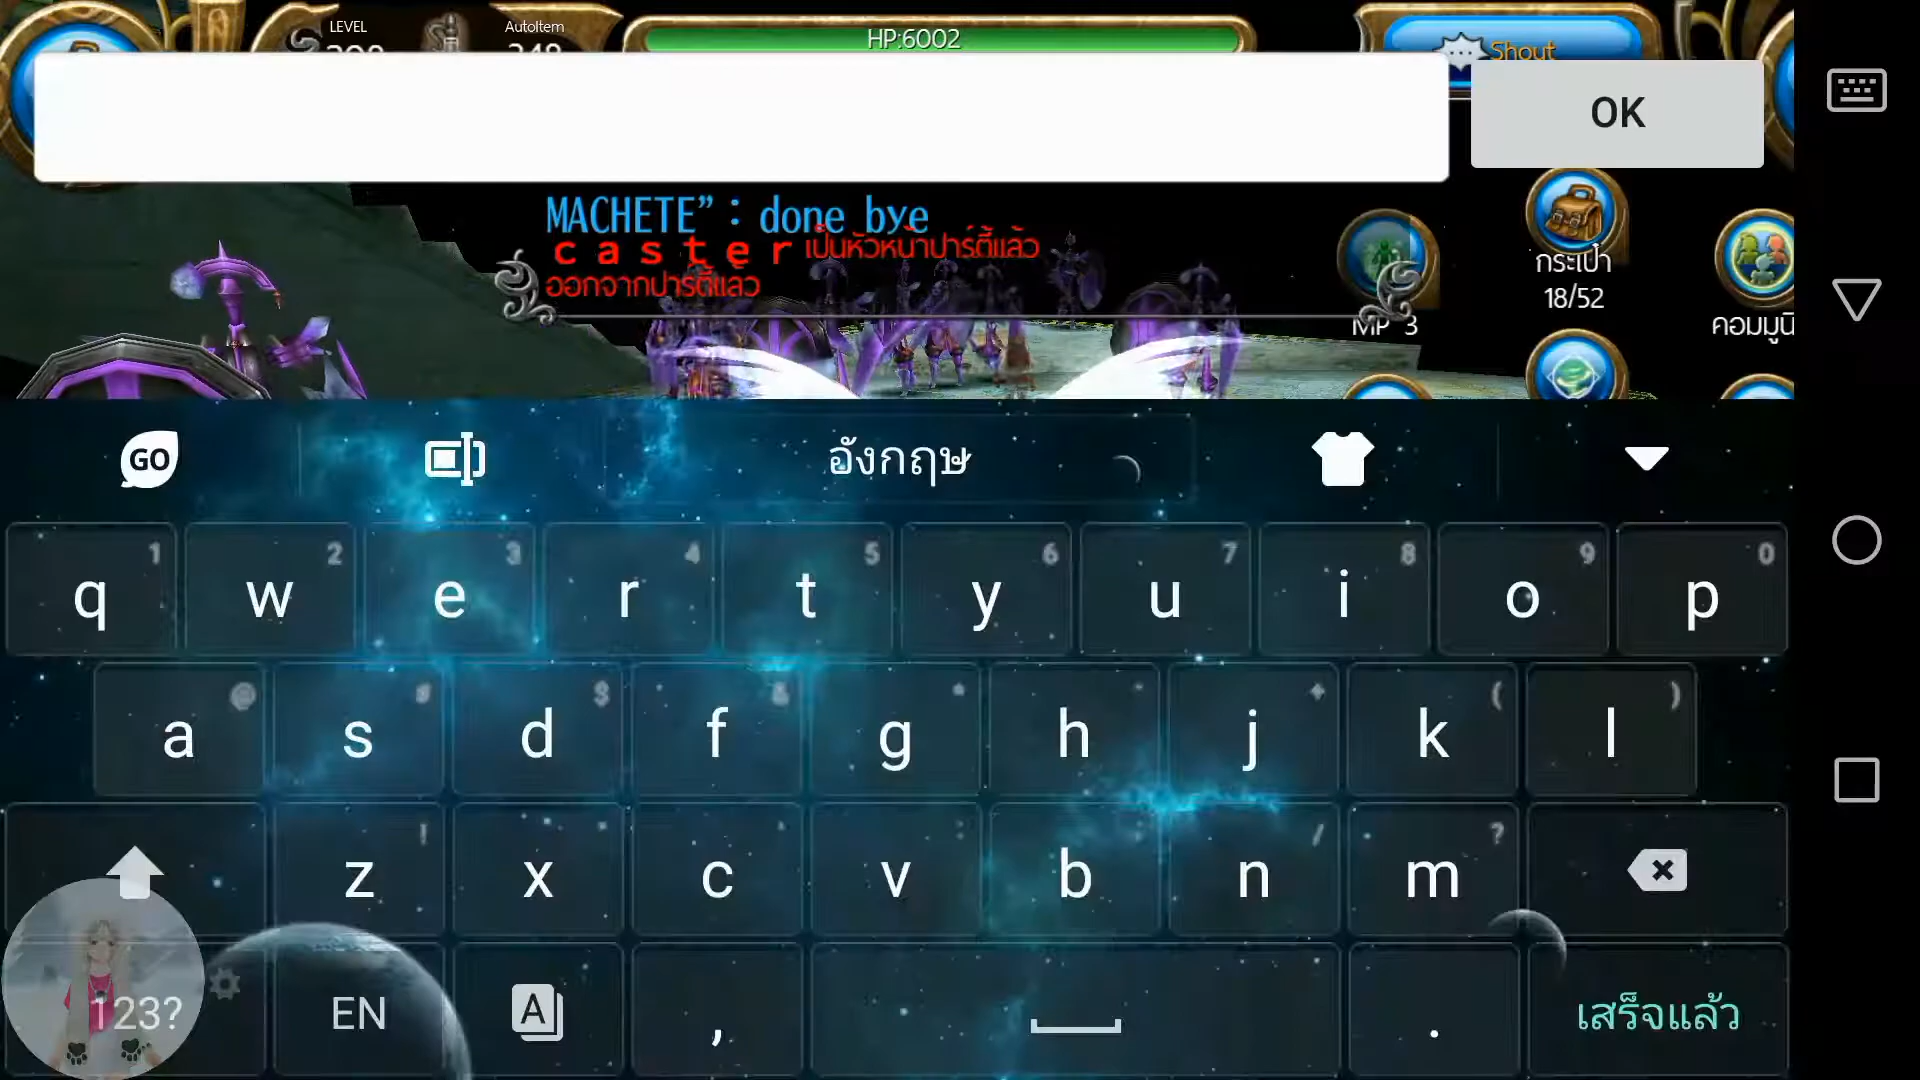 LEVEL
AutoItem
HP:6002
Shout
OK
MACHETE” : done bye
caster เป็นหัวหน้าปาร์ตี้แล้ว
ออกจากปาร์ตี้แล้ว
กระเป๋า
18/52
MP 3
คอมมูนิ
GO
อังกฤษ
1 2 3 4 5 6 7 8 9 0
q w e r t y u i o p
@ # $ & * - + ( )
a s d f g h j k l
! " ' : ; / ?
z x c v b n m
123? EN A , . เสร็จแล้ว